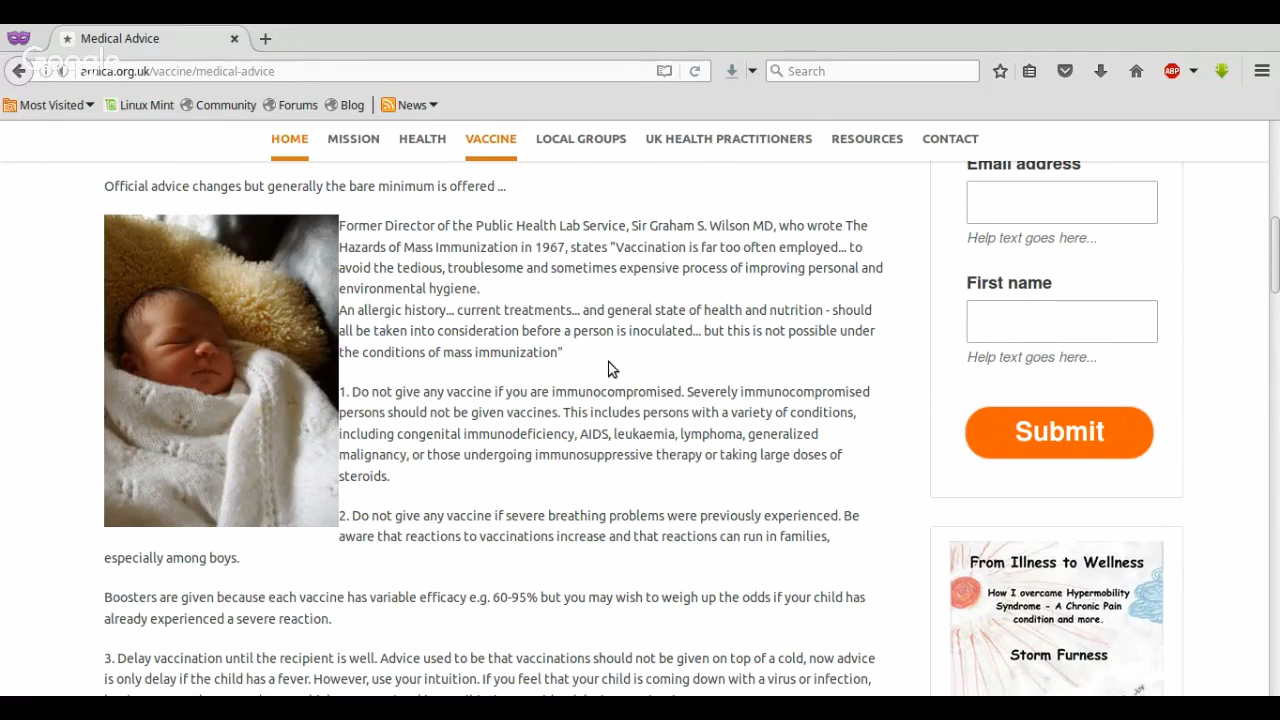 Medical Advice
Google
arnica.org.uk/vaccine/medical-advice
Search
ABP
Most Visited
Linux Mint
Community
Forums
Blog
News
HOME
MISSION
HEALTH
VACCINE
LOCAL GROUPS
UK HEALTH PRACTITIONERS
RESOURCES
CONTACT
Official advice changes but generally the bare minimum is offered ...
Former Director of the Public Health Lab Service, Sir Graham S. Wilson MD, who wrote The
Hazards of Mass Immunization in 1967, states "Vaccination is far too often employed... to
avoid the tedious, troublesome and sometimes expensive process of improving personal and
environmental hygiene.
An allergic history... current treatments... and general state of health and nutrition - should
all be taken into consideration before a person is inoculated... but this is not possible under
the conditions of mass immunization"
1. Do not give any vaccine if you are immunocompromised. Severely immunocompromised
persons should not be given vaccines. This includes persons with a variety of conditions,
including congenital immunodeficiency, AIDS, leukaemia, lymphoma, generalized
malignancy, or those undergoing immunosuppressive therapy or taking large doses of
steroids.
2. Do not give any vaccine if severe breathing problems were previously experienced. Be
aware that reactions to vaccinations increase and that reactions can run in families,
especially among boys.
Boosters are given because each vaccine has variable efficacy e.g. 60-95% but you may wish to weigh up the odds if your child has
already experienced a severe reaction.
3. Delay vaccination until the recipient is well. Advice used to be that vaccinations should not be given on top of a cold, now advice
is only delay if the child has a fever. However, use your intuition. If you feel that your child is coming down with a virus or infection,
Email address
Help text goes here...
First name
Help text goes here...
Submit
From Illness to Wellness
How I overcame Hypermobility
Syndrome - A Chronic Pain
condition and more.
Storm Furness